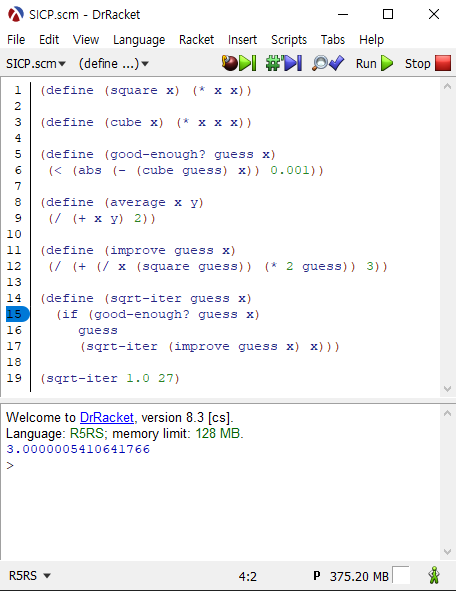 SICP.scm - DrRacket
File Edit View Language Racket Insert Scripts Tabs Help
SICP.scm▾ (define ...)▾ Run Stop
1 (define (square x) (* x x))
2
3 (define (cube x) (* x x x))
4
5 (define (good-enough? guess x)
6 (< (abs (- (cube guess) x)) 0.001))
7
8 (define (average x y)
9 (/ (+ x y) 2))
10
11 (define (improve guess x)
12 (/ (+ (/ x (square guess)) (* 2 guess)) 3))
13
14 (define (sqrt-iter guess x)
15 (if (good-enough? guess x)
16 guess
17 (sqrt-iter (improve guess x) x)))
18
19 (sqrt-iter 1.0 27)
Welcome to DrRacket, version 8.3 [cs].
Language: R5RS; memory limit: 128 MB.
3.0000005410641766
>
R5RS ▾ 4:2 P 375.20 MB